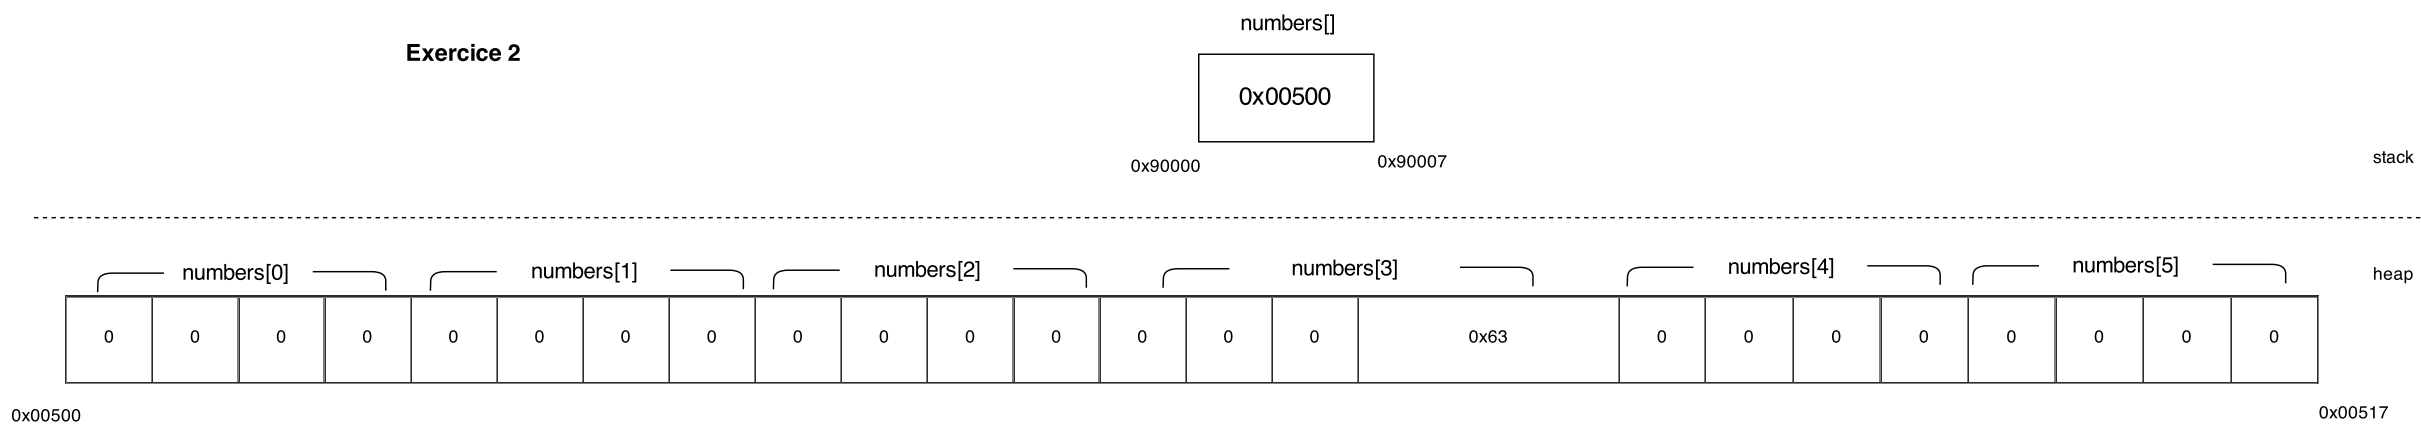 numbers[]
Exercice 2
0x00500
0x90000 0x90007
stack
numbers[0] numbers[1] numbers[2] numbers[3] numbers[4] numbers[5]
heap
0 0 0 0 0 0 0 0 0 0 0 0 0 0 0 0x63 0 0 0 0 0 0 0 0
0x00500 0x00517